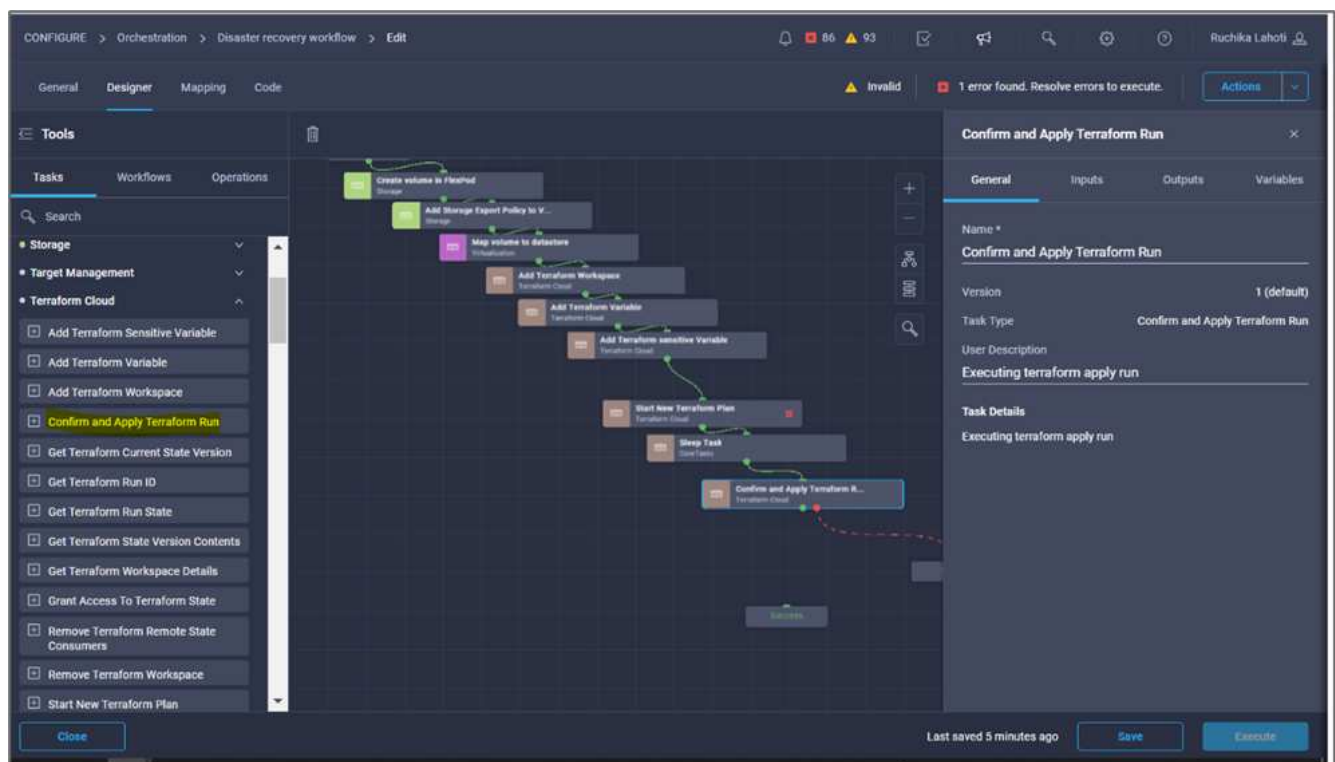 CONFIGURE > Orchestration > Disaster recovery workflow > Edit
86 93
Ruchika Lahoti
General Designer Mapping Code
Invalid
1 error found. Resolve errors to execute.
Actions
Tools
Tasks Workflows Operations
Search
Storage
Target Management
Terraform Cloud
Add Terraform Sensitive Variable
Add Terraform Variable
Add Terraform Workspace
Confirm and Apply Terraform Run
Get Terraform Current State Version
Get Terraform Run ID
Get Terraform Run State
Get Terraform State Version Contents
Get Terraform Workspace Details
Grant Access To Terraform State
Remove Terraform Remote State
Consumers
Remove Terraform Workspace
Start New Terraform Plan
Create volume in FlexPod
Storage
Add Storage Export Policy to V...
Storage
Map volume to datastore
Virtualization
Add Terraform Workspace
Terraform Cloud
Add Terraform Variable
Terraform Cloud
Add Terraform sensitive Variable
Terraform Cloud
Start New Terraform Plan
Terraform Cloud
Sleep Task
CoreTasks
Confirm and Apply Terraform R...
Terraform Cloud
Success
Confirm and Apply Terraform Run
General Inputs Outputs Variables
Name *
Confirm and Apply Terraform Run
Version 1 (default)
Task Type Confirm and Apply Terraform Run
User Description
Executing terraform apply run
Task Details
Executing terraform apply run
Close
Last saved 5 minutes ago
Save
Execute